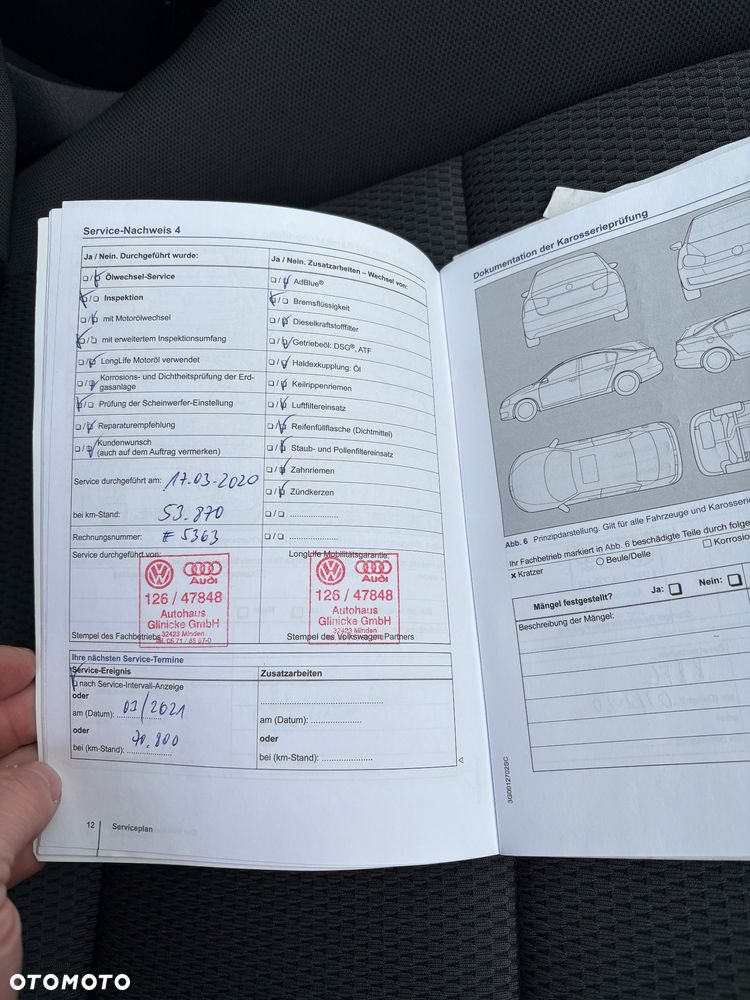 Service-Nachweis 4
Ja / Nein. Durchgeführt wurde:
❑/❑ Ölwechsel-Service
❑/❑ Inspektion
❑/❑ mit Motorölwechsel
❑/❑ mit erweitertem Inspektionsumfang
❑/❑ LongLife Motoröl verwendet
❑/❑ Korrosions- und Dichtheitsprüfung der Erd-
gasanlage
❑/❑ Prüfung der Scheinwerfer-Einstellung
❑/❑ Reparaturempfehlung
❑/❑ Kundenwunsch
(auch auf dem Auftrag vermerken)
Service durchgeführt am: 17.03.2020
bei km-Stand: 53.870
Rechnungsnummer: # 5363
Service durchgeführt von:
126 / 47848
Audi
Autohaus
Glinicke GmbH
32423 Minden
Stempel des Fachbetriebs
Ja / Nein. Zusatzarbeiten – Wechsel von:
❑/❑ AdBlue®
❑/❑ Bremsflüssigkeit
❑/❑ Dieselkraftstofffilter
❑/❑ Getriebeöl: DSG®, ATF
❑/❑ Haldexkupplung: Öl
❑/❑ Keilrippenriemen
❑/❑ Luftfiltereinsatz
❑/❑ Reifenfüllflasche (Dichtmittel)
❑/❑ Staub- und Pollenfiltereinsatz
❑/❑ Zahnriemen
❑/❑ Zündkerzen
❑/❑ ....................
❑/❑ ....................
LongLife Mobilitätsgarantie:
Audi
126 / 47848
Autohaus
Glinicke GmbH
32423 Minden
Stempel des Volkswagen Partners
Ihre nächsten Service-Termine
Service-Ereignis
❑ nach Service-Intervall-Anzeige
oder
am (Datum): 03/2021
oder
bei (km-Stand): 70.800
Zusatzarbeiten
am (Datum): ....................
oder
bei (km-Stand): ....................
12 Serviceplan
Dokumentation der Karosserieprüfung
Abb. 6 Prinzipdarstellung: Gilt für alle Fahrzeuge und
Ihr Fachbetrieb markiert in Abb. 6 beschädigte Teile durch
× Kratzer ○ Beule/Delle ❑
Mängel festgestellt? Ja: ❑ Nein: ❑
Beschreibung der Mängel:
3G0012702SC
OTOMOTO